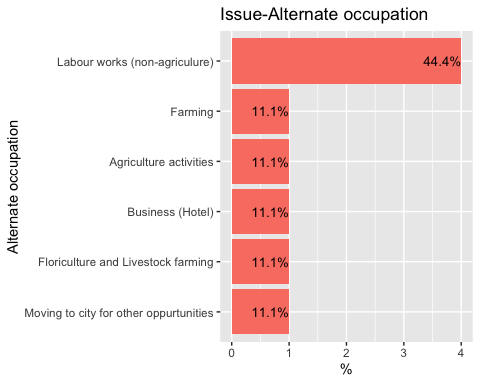 Issue-Alternate occupation
Alternate occupation
Labour works (non-agriculure)
44.4%
Farming
11.1%
Agriculture activities
11.1%
Business (Hotel)
11.1%
Floriculture and Livestock farming
11.1%
Moving to city for other oppurtunities
11.1%
0 1 2 3 4
%